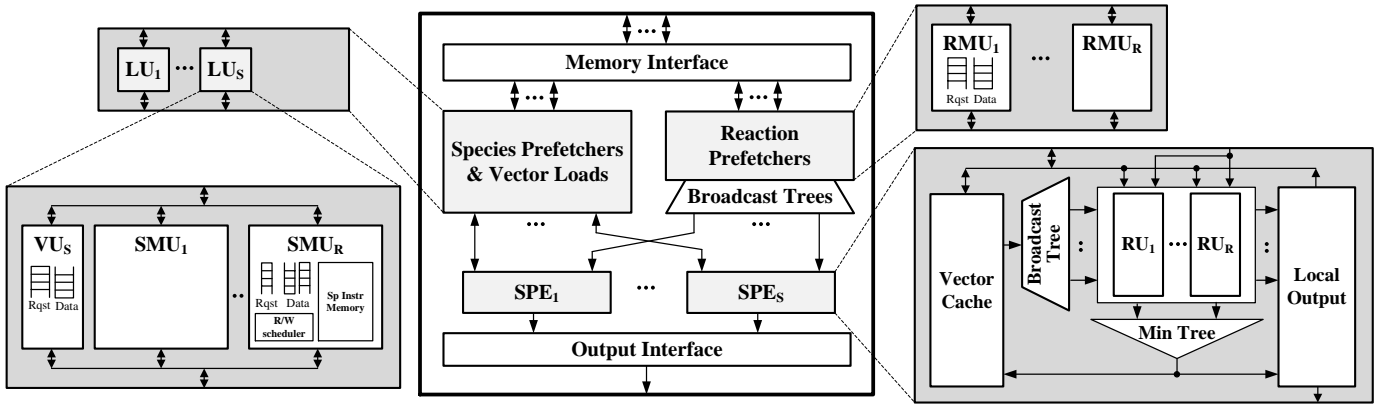 LU1 ... LUS
VUS
Rqst Data
SMU1
..
SMUR
Rqst Data
R/W
scheduler
Sp Instr
Memory
...
Memory Interface
... ...
Species Prefetchers
& Vector Loads
Reaction
Prefetchers
Broadcast Trees
... ...
SPE1 ... SPES
Output Interface
RMU1 ... RMUR
Rqst Data
Vector
Cache
Broadcast
Tree
:
RU1 ... RUR
:
Min Tree
Local
Output